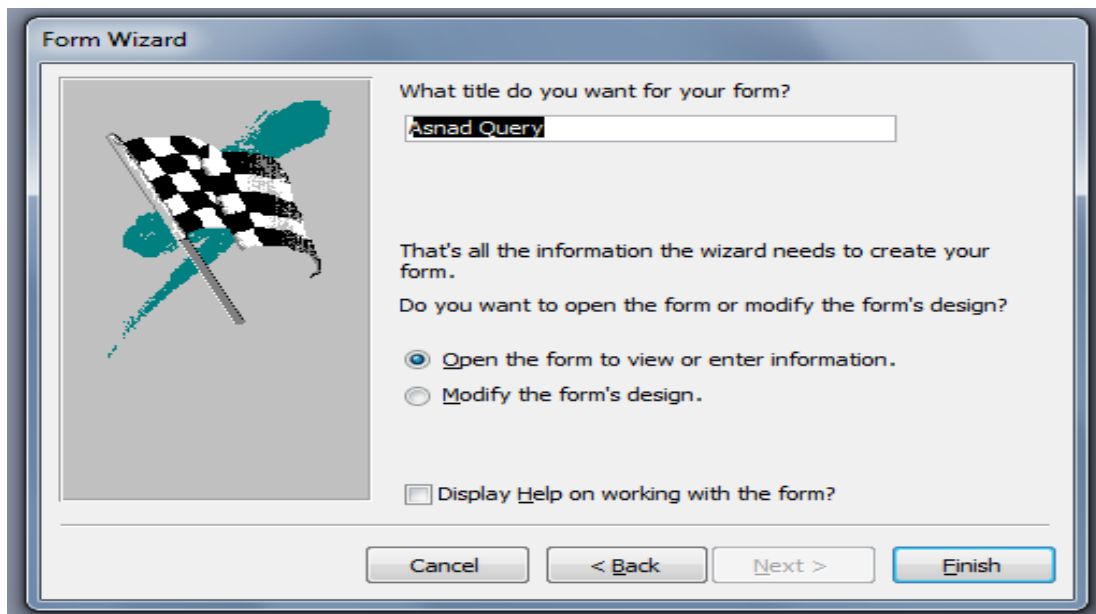 Form Wizard
What title do you want for your form?
Asnad Query
That's all the information the wizard needs to create your
form.
Do you want to open the form or modify the form's design?
Open the form to view or enter information.
Modify the form's design.
Display Help on working with the form?
Cancel
< Back
Next >
Finish